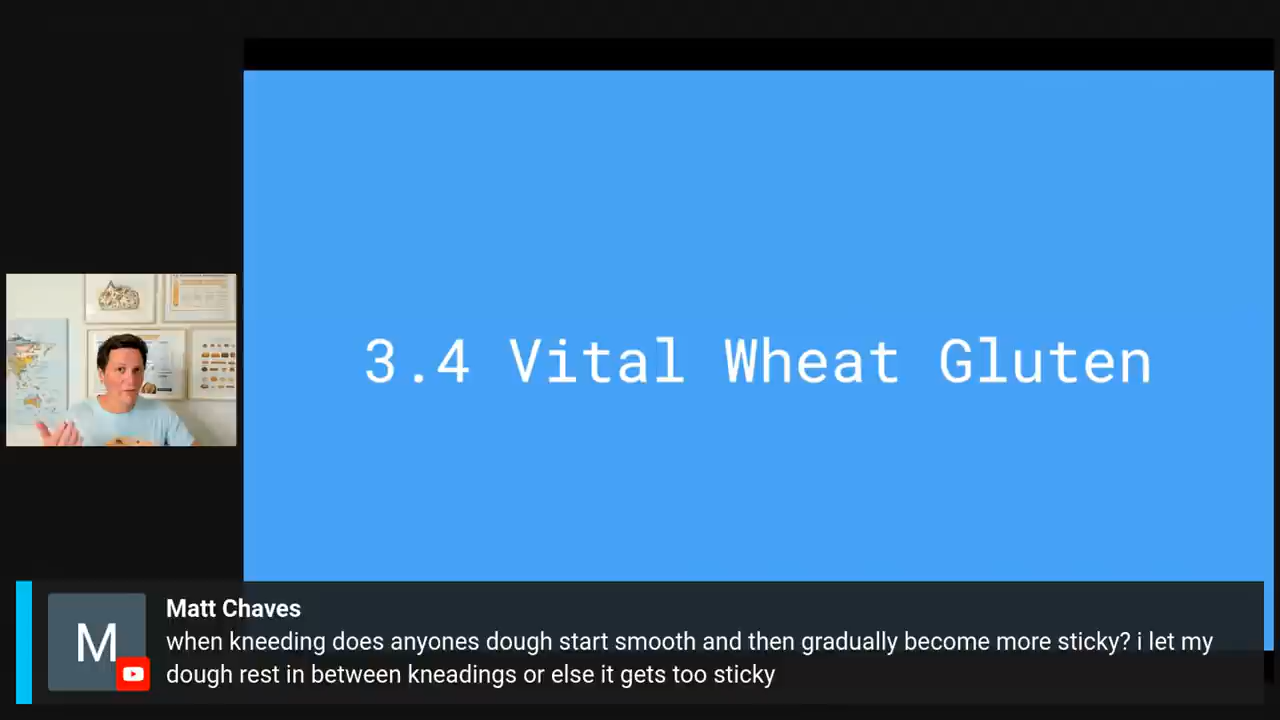 3.4 Vital Wheat Gluten
M
Matt Chaves
when kneeding does anyones dough start smooth and then gradually become more sticky? i let my
dough rest in between kneadings or else it gets too sticky